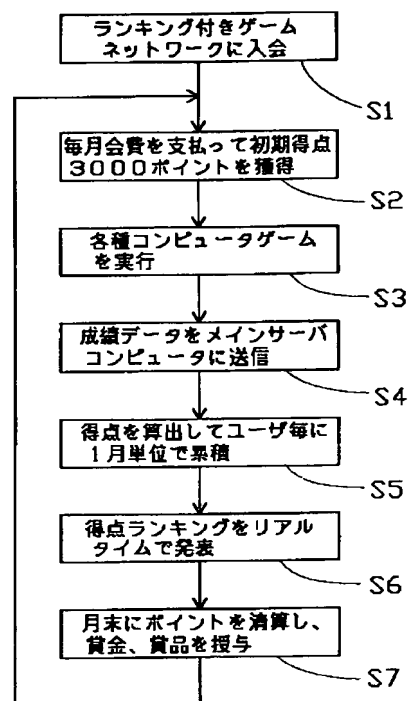 ランキング付きゲーム
ネットワークに入会
S1
毎月会費を支払って初期得点
3000ポイントを獲得
S2
各種コンピュータゲーム
を実行
S3
成績データをメインサーバ
コンピュータに送信
S4
得点を算出してユーザ毎に
1月単位で累積
S5
得点ランキングをリアル
タイムで発表
S6
月末にポイントを清算し、
賞金、賞品を授与
S7